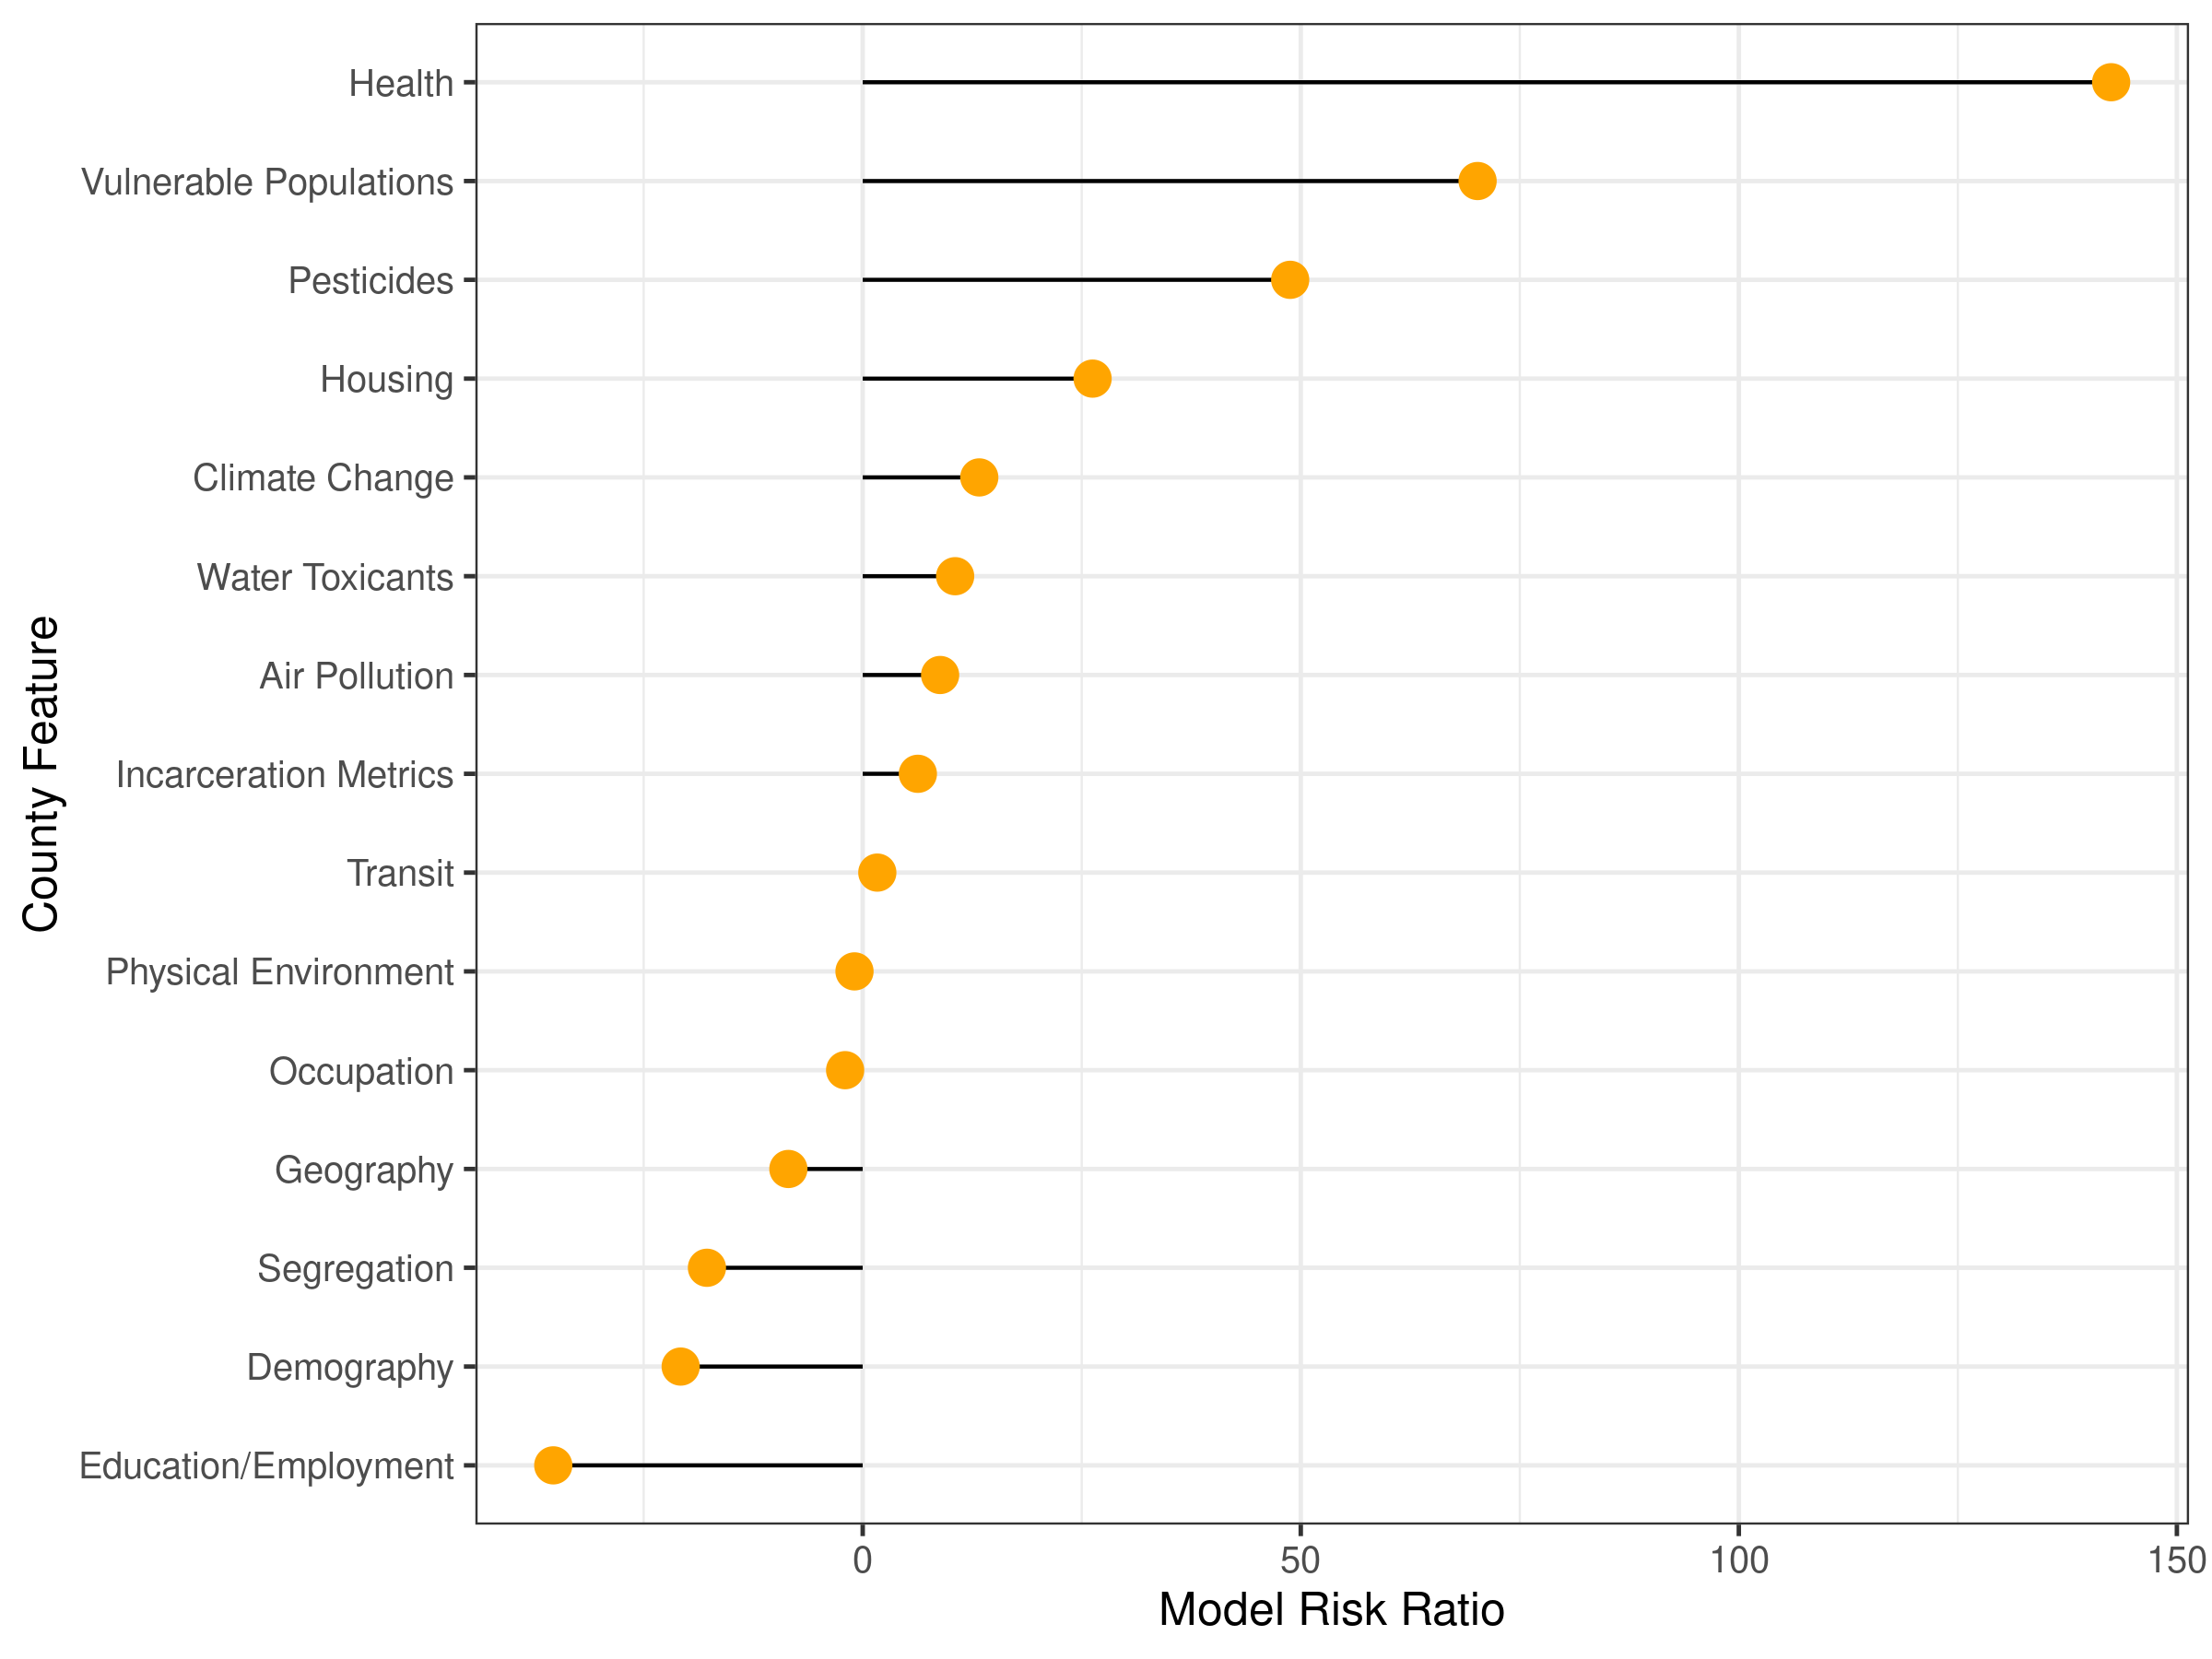 Health
Vulnerable Populations
Pesticides
Housing
Climate Change
Water Toxicants
Air Pollution
Incarceration Metrics
Transit
Physical Environment
Occupation
Geography
Segregation
Demography
Education/Employment
County Feature
0 50 100 150
Model Risk Ratio